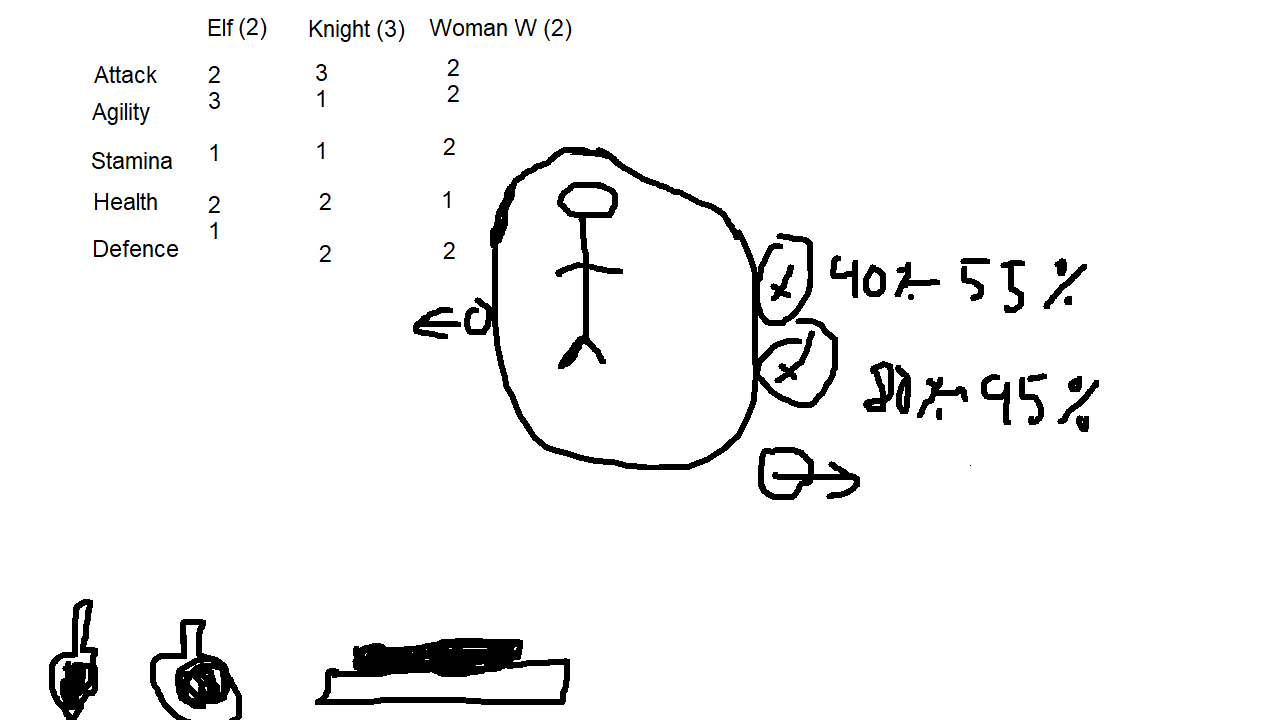 Elf (2) Knight (3) Woman W (2)
Attack 2 3 2
Agility 3 1 2
Stamina 1 1 2
Health 2 2 1
Defence 1 2 2
x 40%- 55%
x 80%- 95%